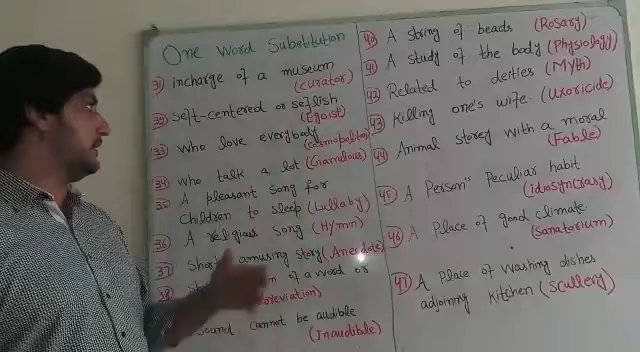 One Word Substitution
31) incharge of a museum
(curator)
32) self-centered or selfish
(Egoist)
33) who love everybody
(cosmopolitan)
34) who talk a lot (Garrulous)
35) A pleasant song for
children to sleep (Lullaby)
36) A religious song (Hymn)
37) Short amusing story (Anecdote)
38) of a word or
sound cannot be audible
(Inaudible)
40) A string of beads (Rosary)
41) A study of the body (Physiology)
42) Related to deities (Myth)
43) killing one's wife (uxoricide)
44) Animal storey with a moral
(Fable)
45) A Person's Peculiar habit
(idiosyncrasy)
46) A Place of good climate
(sanatorium)
47) A Place of washing dishes
adjoinny kitchen (Scullery)